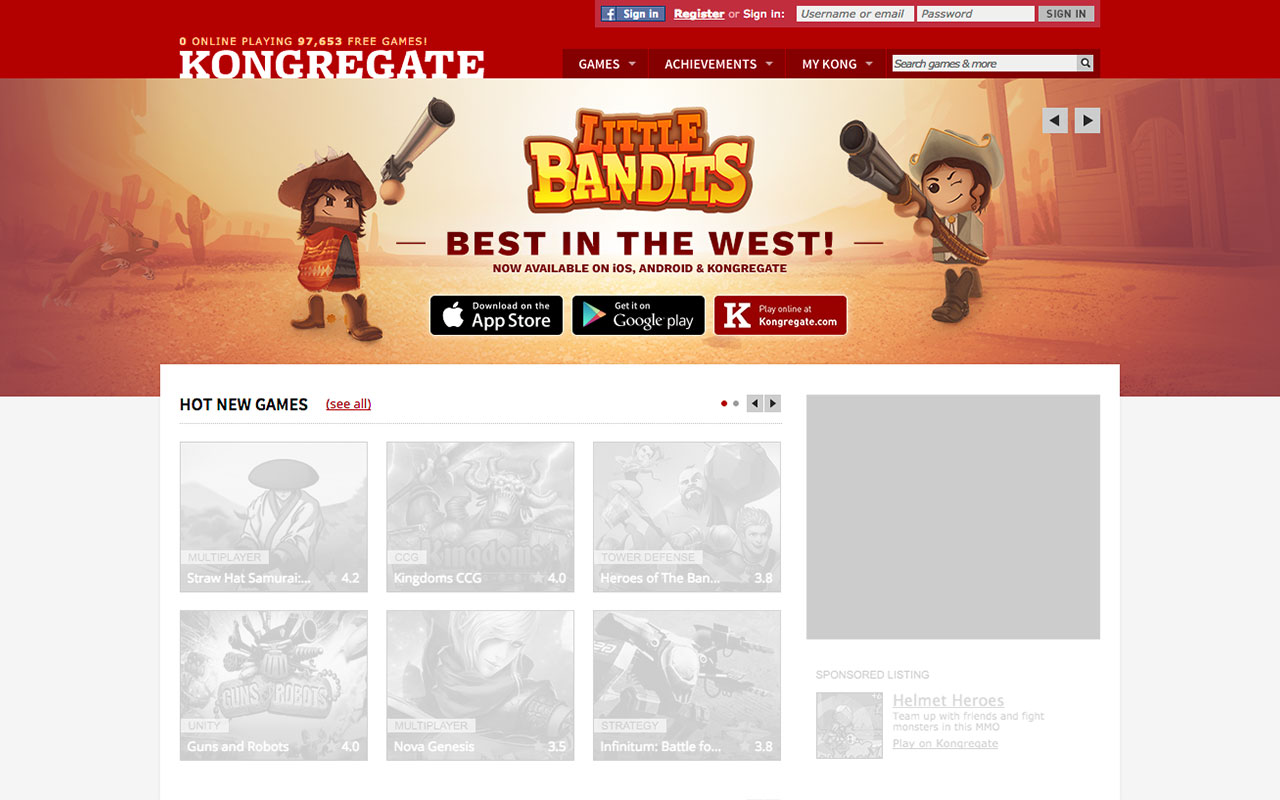 Sign in
Register or Sign in:
Username or email
Password
SIGN IN
0 ONLINE PLAYING 97,653 FREE GAMES!
KONGREGATE
GAMES
ACHIEVEMENTS
MY KONG
Search games & more
LITTLE
BANDITS
BEST IN THE WEST!
NOW AVAILABLE ON iOS, ANDROID & KONGREGATE
Download on the
App Store
Get it on
Google play
K
Play online at
Kongregate.com
HOT NEW GAMES (see all)
MULTIPLAYER
Straw Hat Samurai:... 4.2
Kingdoms
CCG
Kingdoms CCG 4.0
TOWER DEFENSE
Heroes of The Ban... 3.8
GUNS ROBOTS
UNITY
Guns and Robots 4.0
MULTIPLAYER
Nova Genesis 3.5
STRATEGY
Infinitum: Battle fo... 3.8
SPONSORED LISTING
Helmet Heroes
Team up with friends and fight
monsters in this MMO
Play on Kongregate